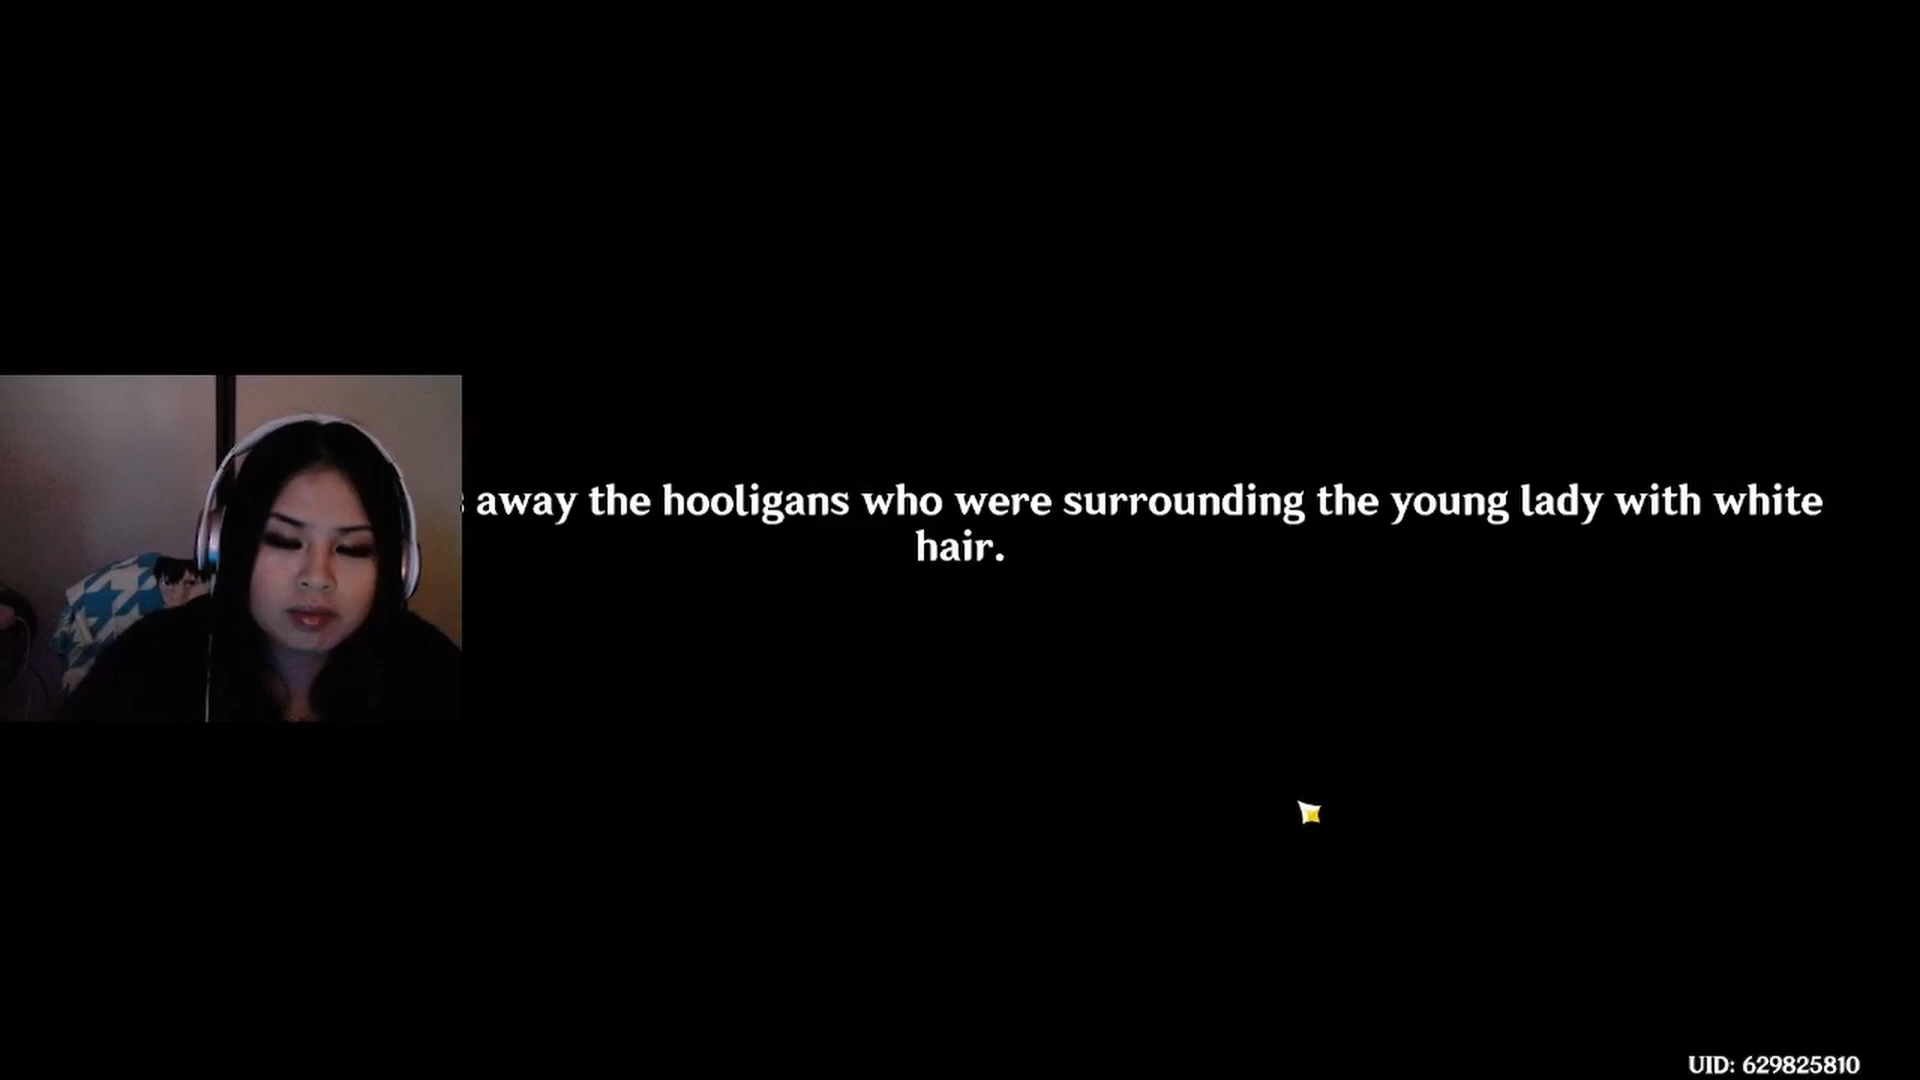 away the hooligans who were surrounding the young lady with white
hair.
UID: 629825810